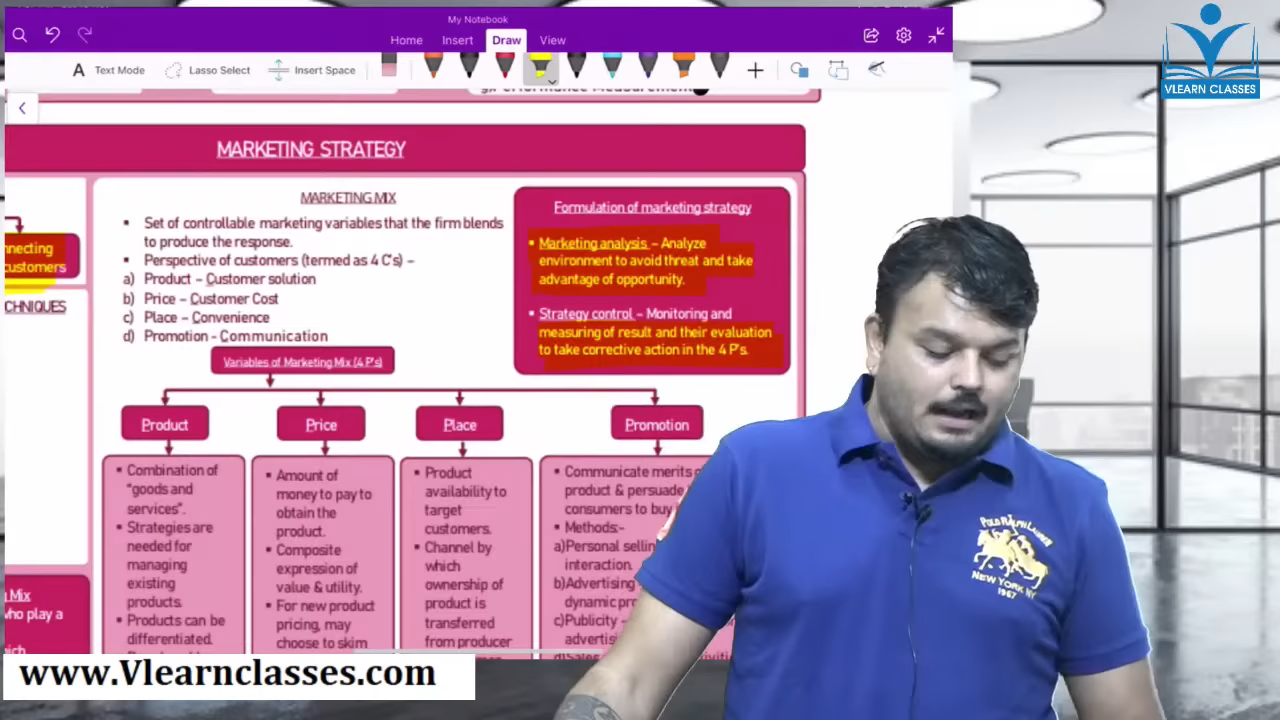 My Notebook
Home Insert Draw View
VLEARN CLASSES
A Text Mode Lasso Select Insert Space
MARKETING STRATEGY
customers
MARKETING MIX
Set of controllable marketing variables that the firm blends
to produce the response.
Perspective of customers (termed as 4 C's) –
a) Product – Customer solution
b) Price – Customer Cost
c) Place – Convenience
d) Promotion - Communication
Formulation of marketing strategy
Marketing analysis – Analyze
environment to avoid threat and take
advantage of opportunity.
Strategy control – Monitoring and
measuring of result and their evaluation
to take corrective action in the 4 P's.
Variables of Marketing Mix (4 P's)
Product Price Place Promotion
Combination of
"goods and
services".
Strategies are
needed for
managing
existing
products.
Products can be
differentiated.
Amount of
money to pay to
obtain the
product.
Composite
expression of
value & utility.
For new product
pricing, may
choose to skim
Product
availability to
target
customers.
Channel by
which
ownership of
product is
transferred
from producer
Communicate merits
product & persuade
consumers to buy
Methods:-
a)Personal
interaction.
b)Advertising
dynamic
c)Publicity –
Mix
who play a
POLO RALPH LAUREN
NEW YORK, NY
1967
www.Vlearnclasses.com